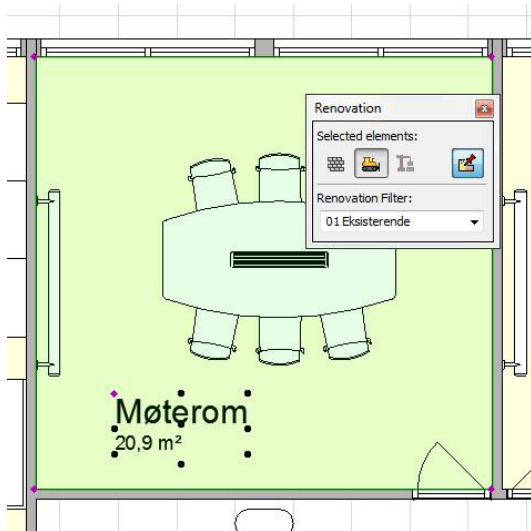 Renovation
Selected elements:
Renovation Filter:
01 Eksisterende
Møterom
20,9 m²